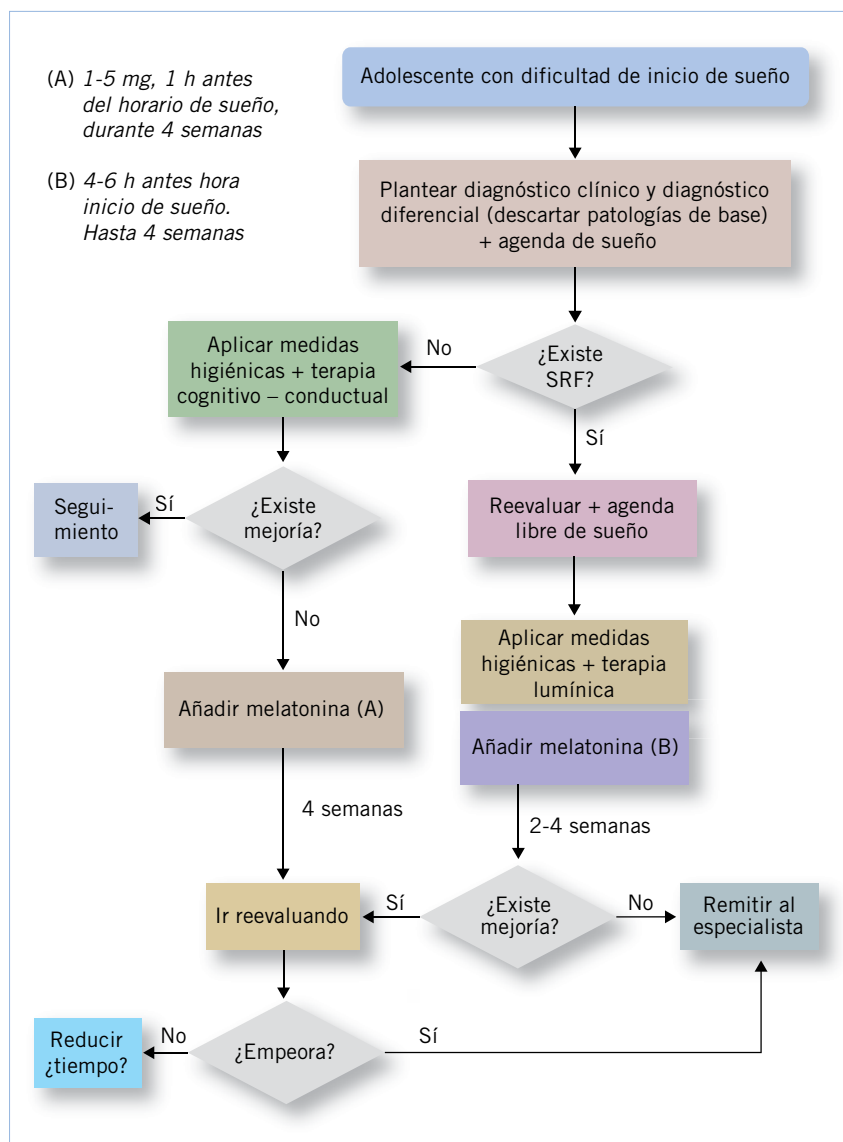 (A) 1-5 mg, 1 h antes
del horario de sueño,
durante 4 semanas
(B) 4-6 h antes hora
inicio de sueño.
Hasta 4 semanas
Adolescente con dificultad de inicio de sueño
Plantear diagnóstico clínico y diagnóstico
diferencial (descartar patologías de base)
+ agenda de sueño
¿Existe
SRF?
No
Sí
Aplicar medidas
higiénicas + terapia
cognitivo – conductual
¿Existe
mejoría?
Sí
Segui-
miento
No
Añadir melatonina (A)
4 semanas
Reevaluar + agenda
libre de sueño
Aplicar medidas
higiénicas + terapia
lumínica
Añadir melatonina (B)
2-4 semanas
¿Existe
mejoría?
Sí
No
Ir reevaluando
Remitir al
especialista
¿Empeora?
No
Sí
Reducir
¿tiempo?